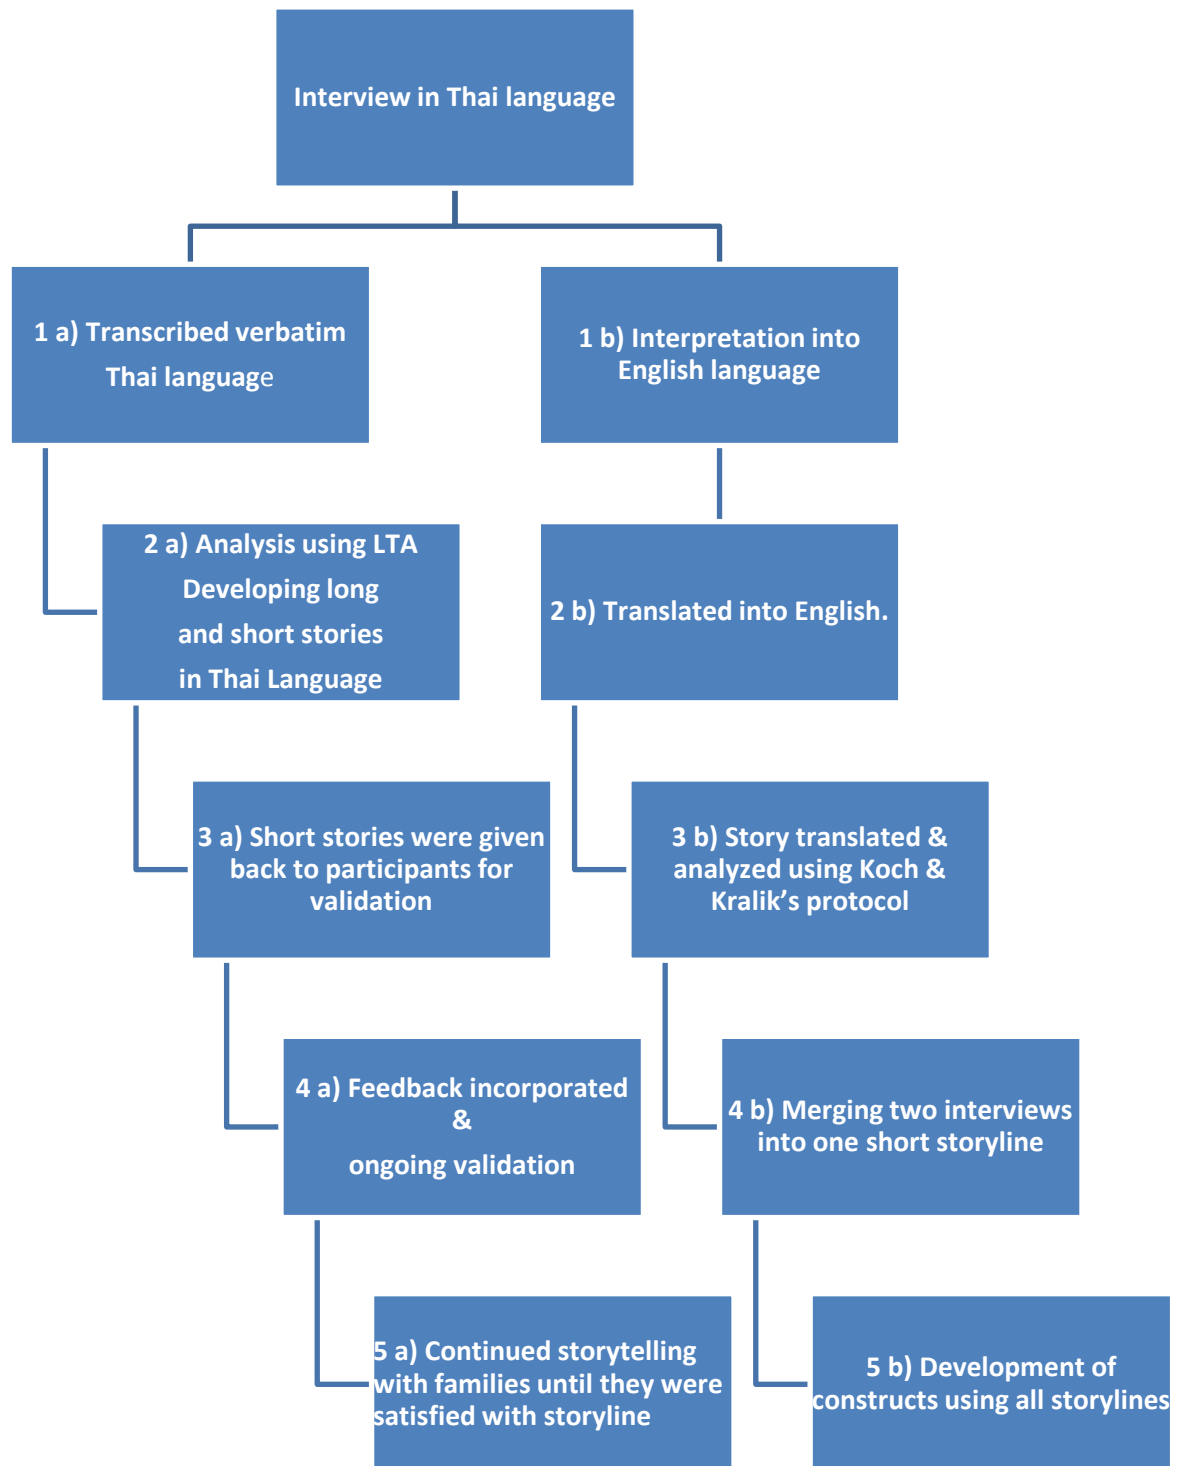 Interview in Thai language
1 a) Transcribed verbatim
Thai language
1 b) Interpretation into
English language
2 a) Analysis using LTA
Developing long
and short stories
in Thai Language
2 b) Translated into English.
3 a) Short stories were given
back to participants for
validation
3 b) Story translated &
analyzed using Koch &
Kralik’s protocol
4 a) Feedback incorporated
&
ongoing validation
4 b) Merging two interviews
into one short storyline
5 a) Continued storytelling
with families until they were
satisfied with storyline
5 b) Development of
constructs using all storylines